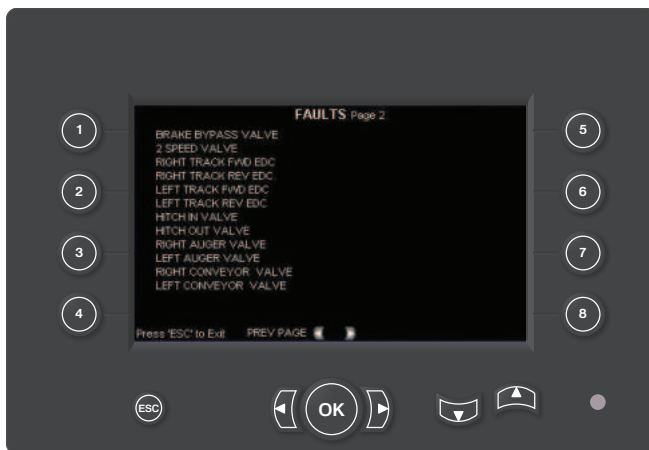 FAULTS Page 2
BRAKE BYPASS VALVE
2 SPEED VALVE
RIGHT TRACK FWD EDC
RIGHT TRACK REV EDC
LEFT TRACK FWD EDC
LEFT TRACK REV EDC
HITCH IN VALVE
HITCH OUT VALVE
RIGHT AUGER VALVE
LEFT AUGER VALVE
RIGHT CONVEYOR VALVE
LEFT CONVEYOR VALVE
Press 'ESC' to Exit PREV PAGE
1
2
3
4
5
6
7
8
ESC
OK